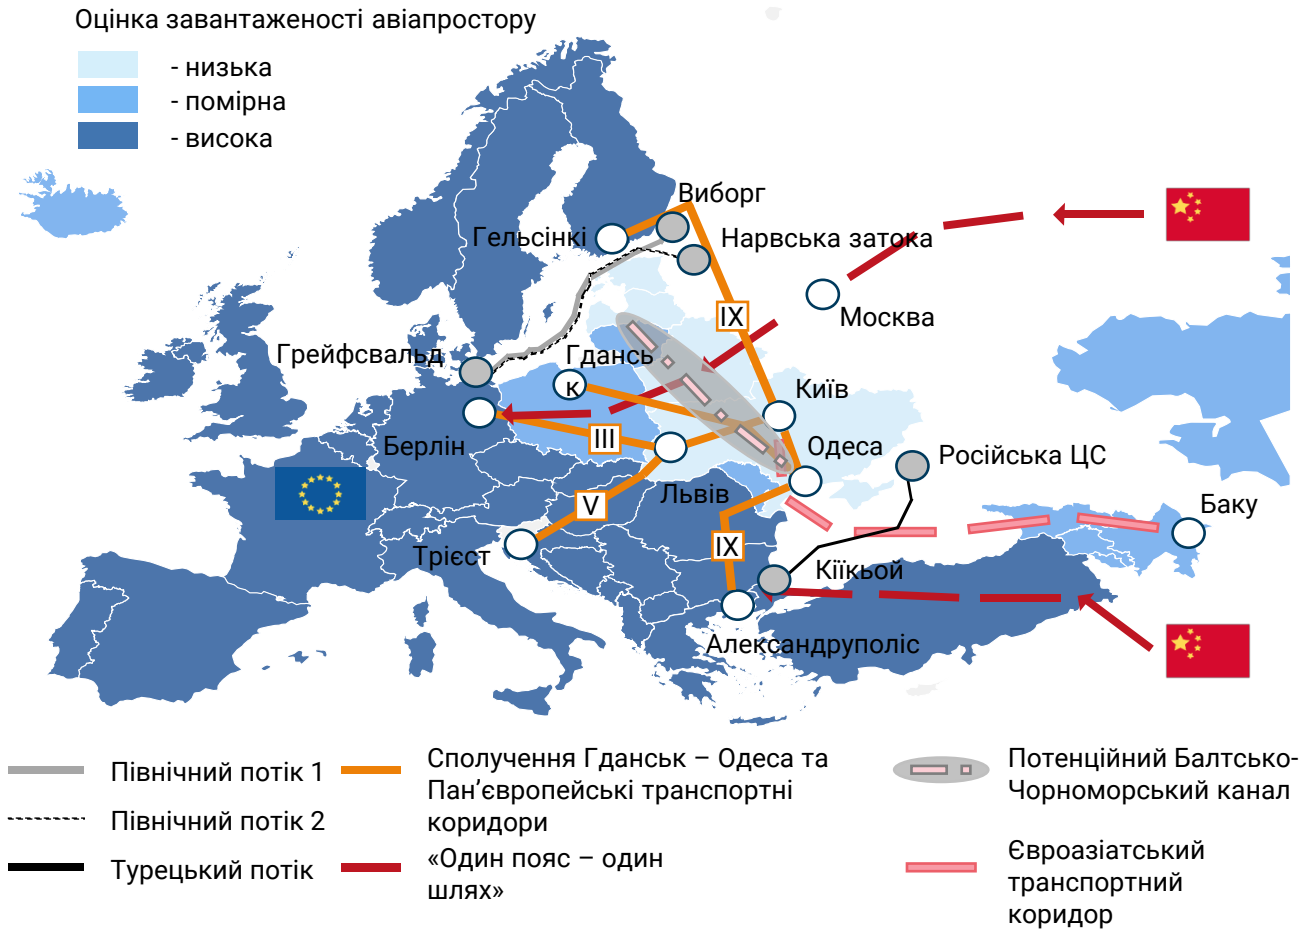 Оцінка завантаженості авіапростору
- низька
- помірна
- висока
Виборг
Гельсінкі
Нарвська затока
IX
Москва
Грейфсвальд
Гдансь
к
Київ
Берлін
III
Одеса
Російська ЦС
Львів
V
Баку
IX
Трієст
Кіїкьой
Александруполіс
Північний потік 1
Північний потік 2
Турецький потік
Сполучення Гданськ – Одеса та
Пан’європейські транспортні
коридори
«Один пояс – один
шлях»
Потенційний Балтсько-
Чорноморський канал
Євроазіатський
транспортний
коридор